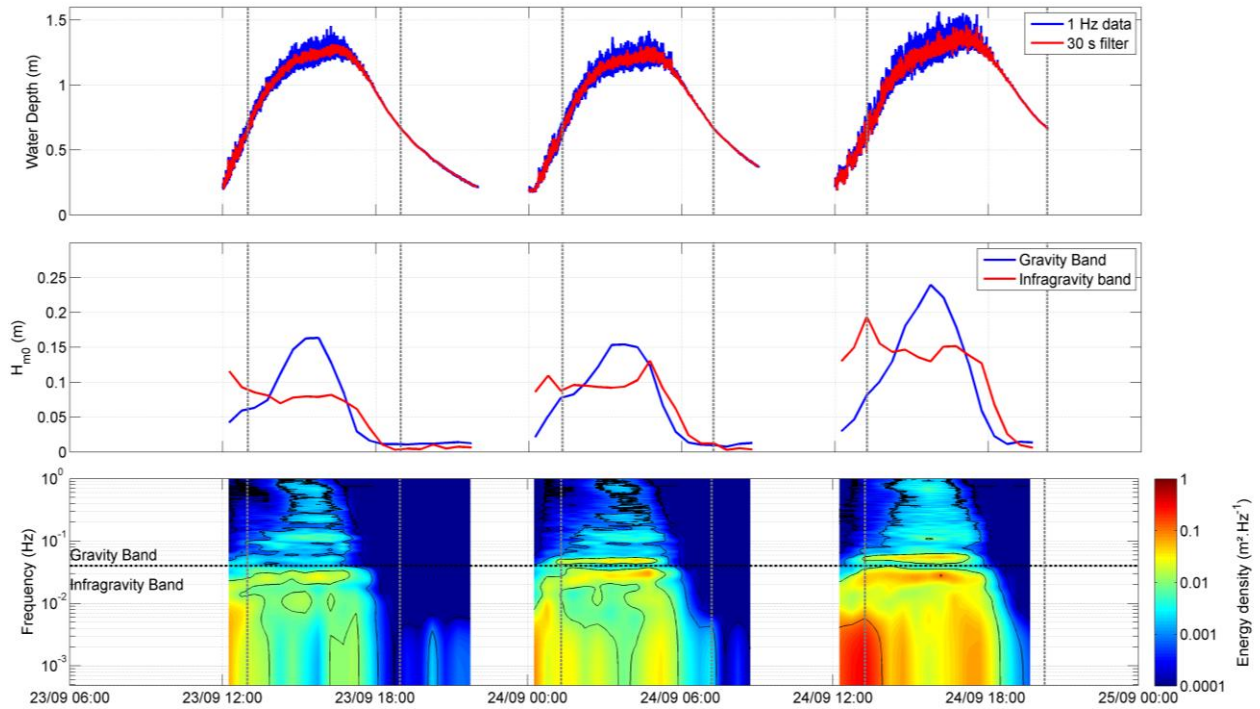 1.5
1
0.5
0
Water Depth (m)
1 Hz data
30 s filter
0.25
0.2
0.15
0.1
0.05
0
H_m0 (m)
Gravity Band
Infragravity band
10^0
10^-1
10^-2
10^-3
Frequency (Hz)
Gravity Band
Infragravity Band
1
0.1
0.01
0.001
0.0001
Energy density (m².Hz^-1)
23/09 06:00 23/09 12:00 23/09 18:00 24/09 00:00 24/09 06:00 24/09 12:00 24/09 18:00 25/09 00:00